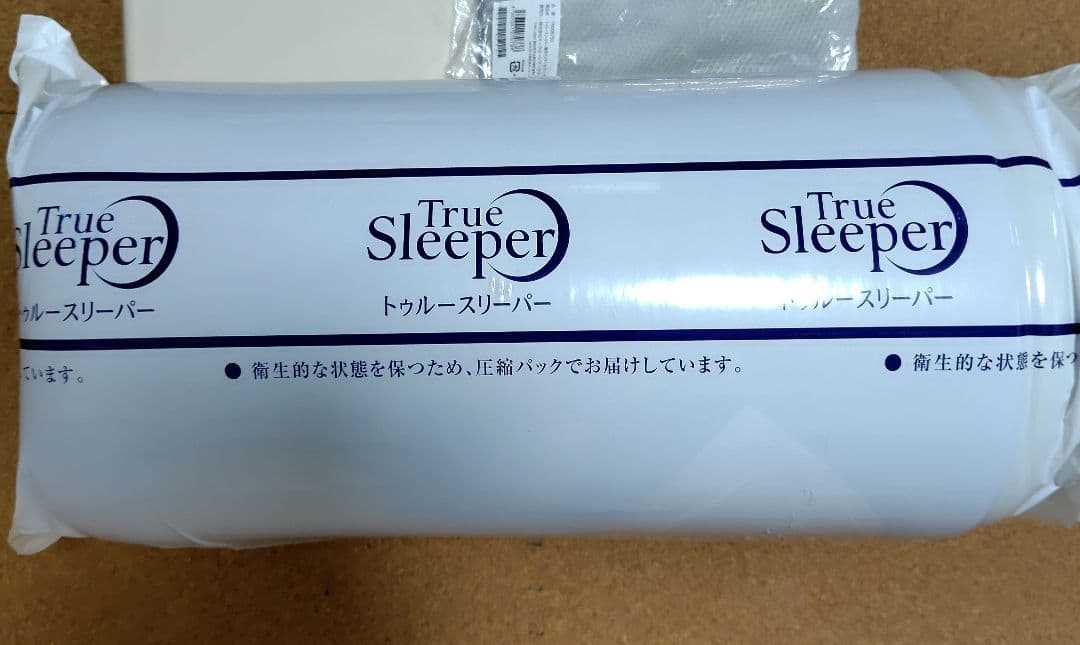 True
Sleeper
トゥルースリーパー
True
Sleeper
トゥルースリーパー
True
Sleeper
トゥルースリーパー
ています。
● 衛生的な状態を保つため、圧縮パックでお届けしています。
● 衛生的な状態を保つ